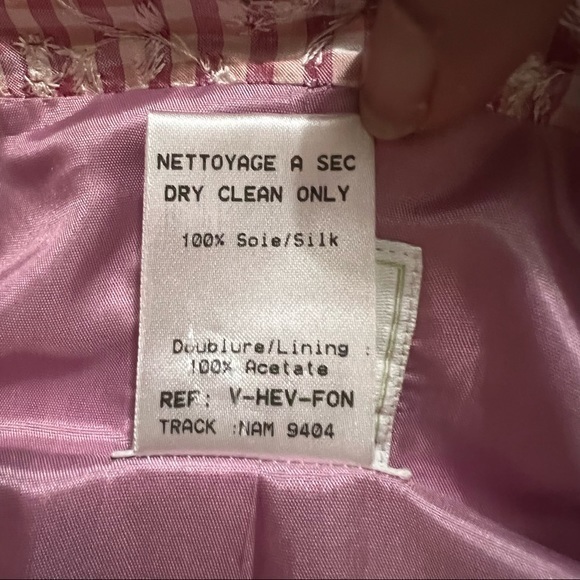 NETTOYAGE A SEC
DRY CLEAN ONLY
100% Soie/Silk
Doublure/Lining :
100% Acetate
REF: V-HEV-FON
TRACK :NAM 9404